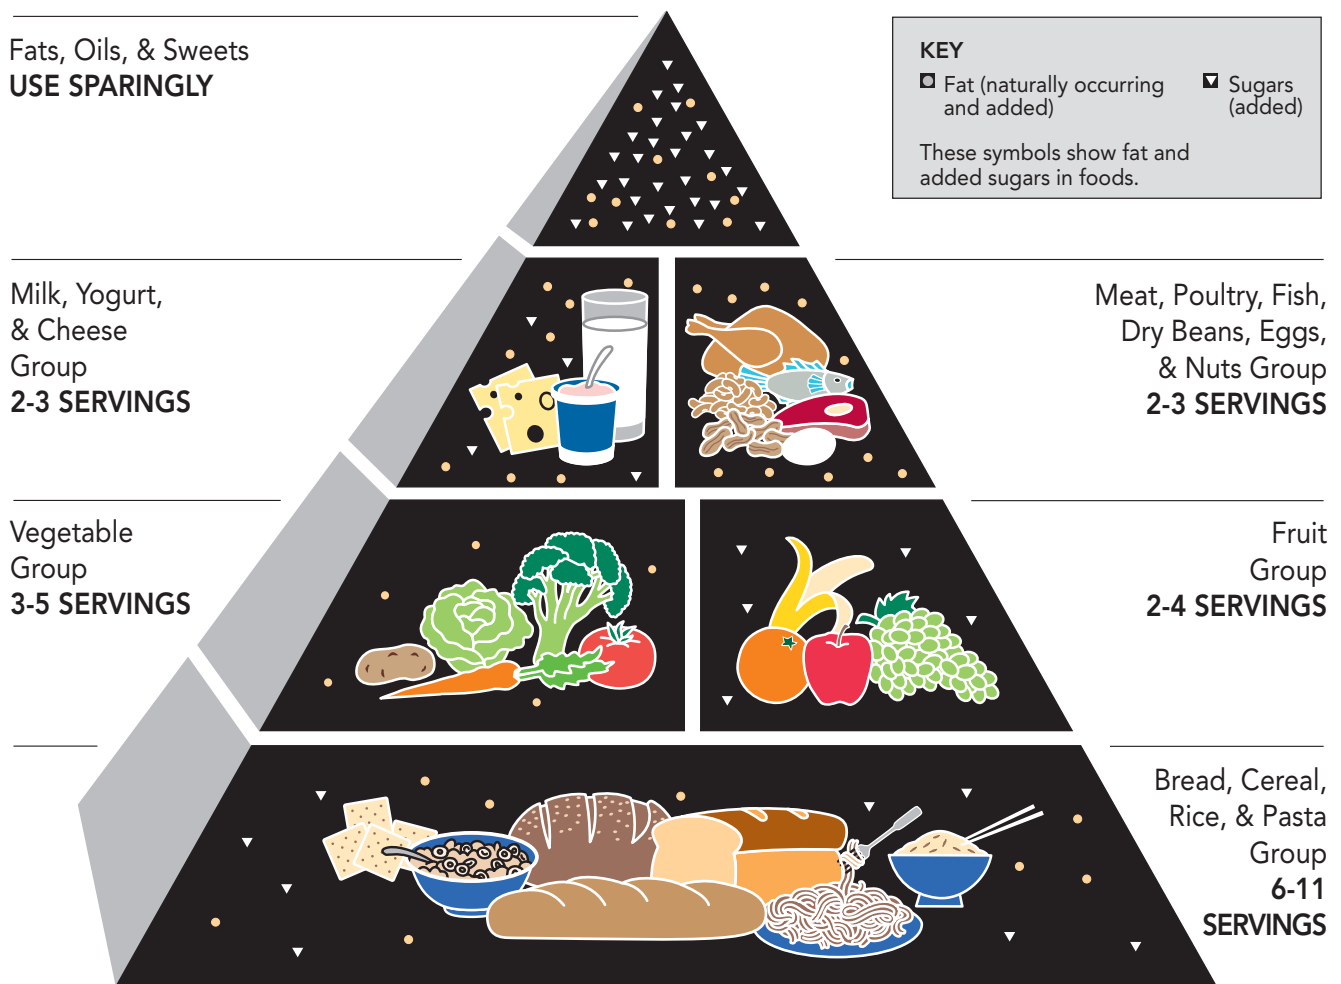 Fats, Oils, & Sweets
USE SPARINGLY
KEY
Fat (naturally occurring
and added)
Sugars
(added)
These symbols show fat and
added sugars in foods.
Milk, Yogurt,
& Cheese
Group
2-3 SERVINGS
Meat, Poultry, Fish,
Dry Beans, Eggs,
& Nuts Group
2-3 SERVINGS
Vegetable
Group
3-5 SERVINGS
Fruit
Group
2-4 SERVINGS
Bread, Cereal,
Rice, & Pasta
Group
6-11
SERVINGS